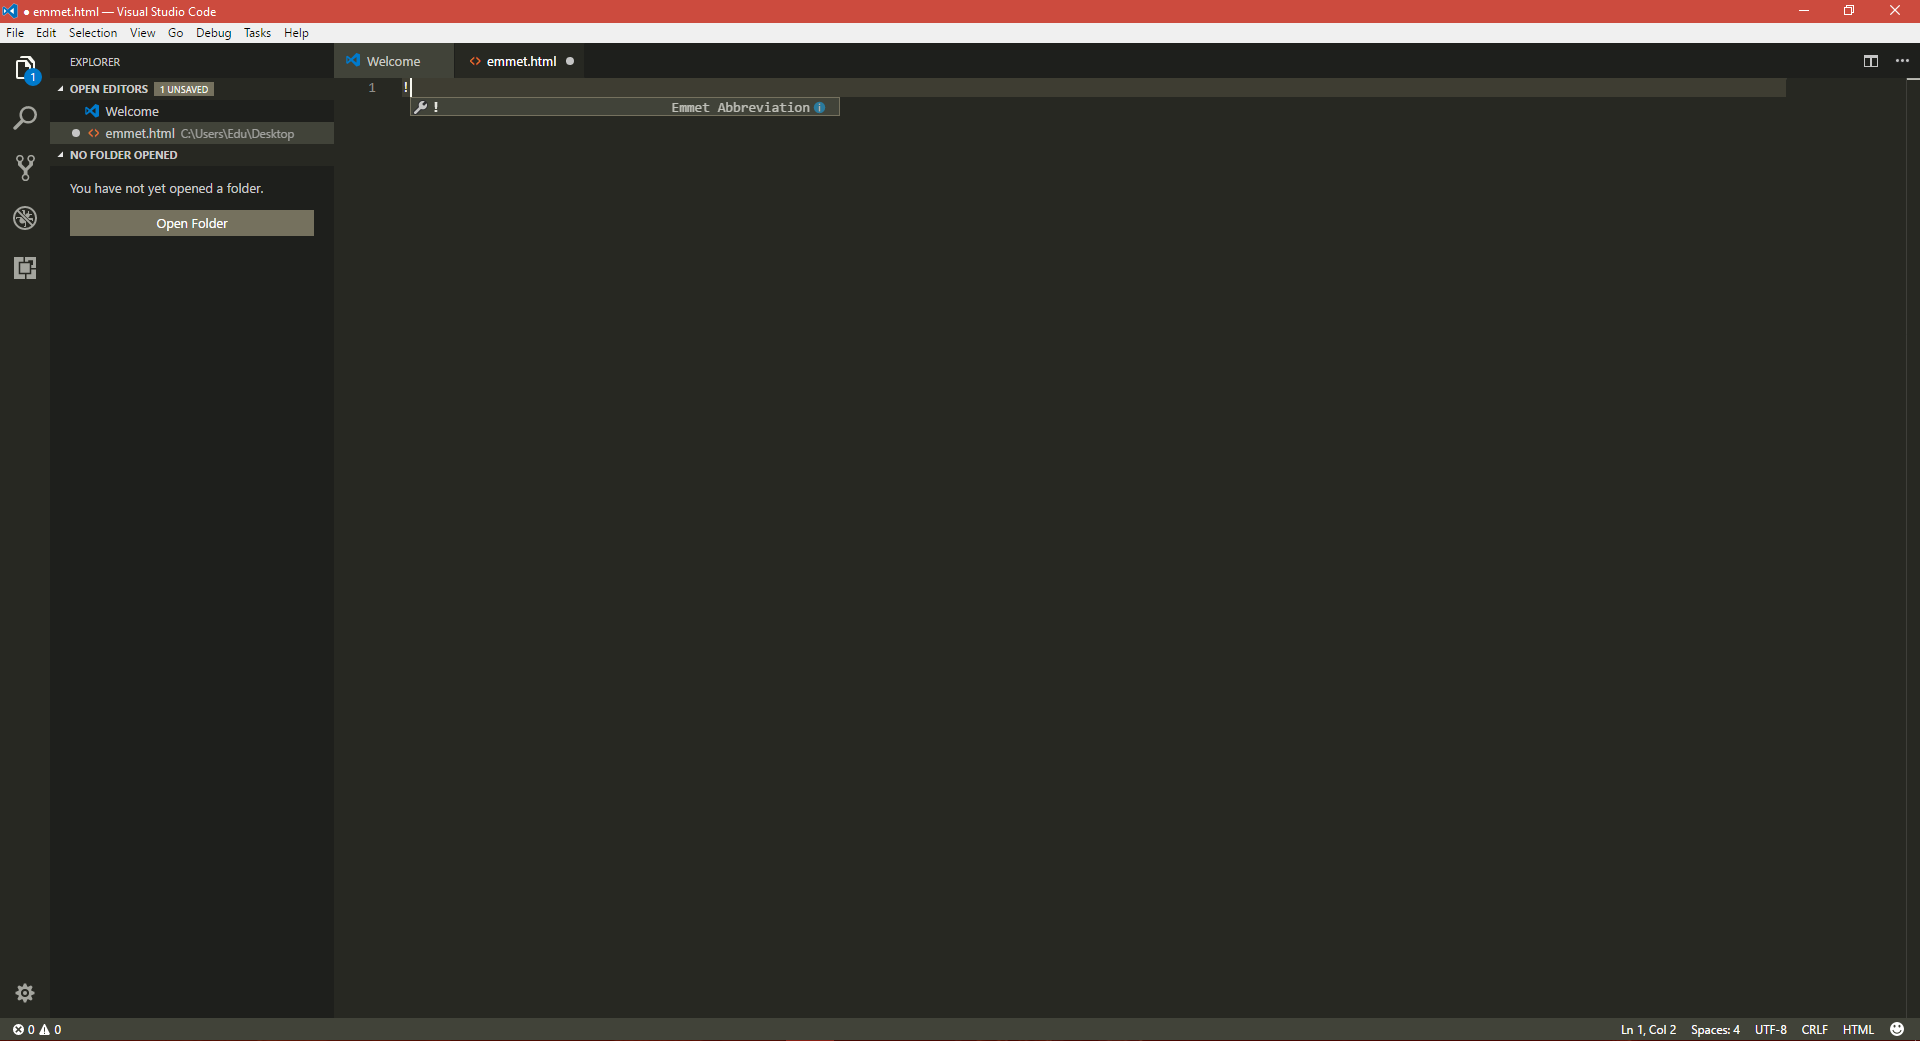 ● emmet.html — Visual Studio Code
File Edit Selection View Go Debug Tasks Help
1
EXPLORER
OPEN EDITORS 1 UNSAVED
Welcome
emmet.html C:\Users\Edu\Desktop
NO FOLDER OPENED
You have not yet opened a folder.
Open Folder
Welcome emmet.html
1 !
! Emmet Abbreviation
0 0 Ln 1, Col 2 Spaces: 4 UTF-8 CRLF HTML